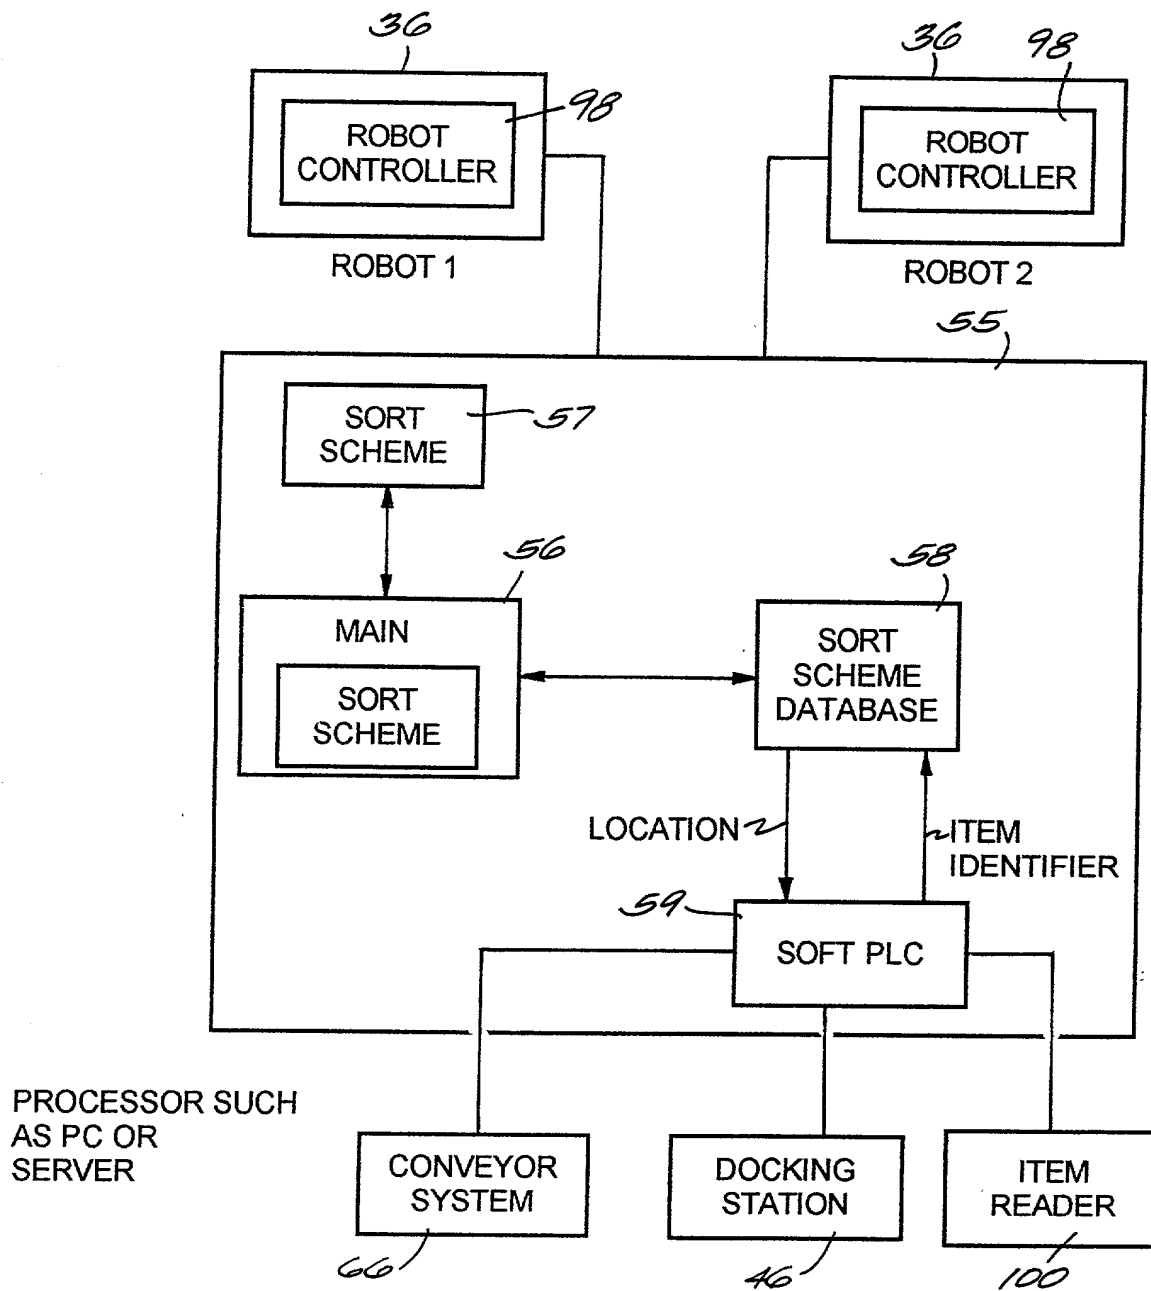 36
36
98
98
ROBOT
CONTROLLER
ROBOT
CONTROLLER
ROBOT 1
ROBOT 2
55
SORT
SCHEME
57
56
58
MAIN
SORT
SCHEME
SORT
SCHEME
DATABASE
LOCATION
ITEM
IDENTIFIER
59
SOFT PLC
PROCESSOR SUCH
AS PC OR
SERVER
CONVEYOR
SYSTEM
DOCKING
STATION
ITEM
READER
66
46
100